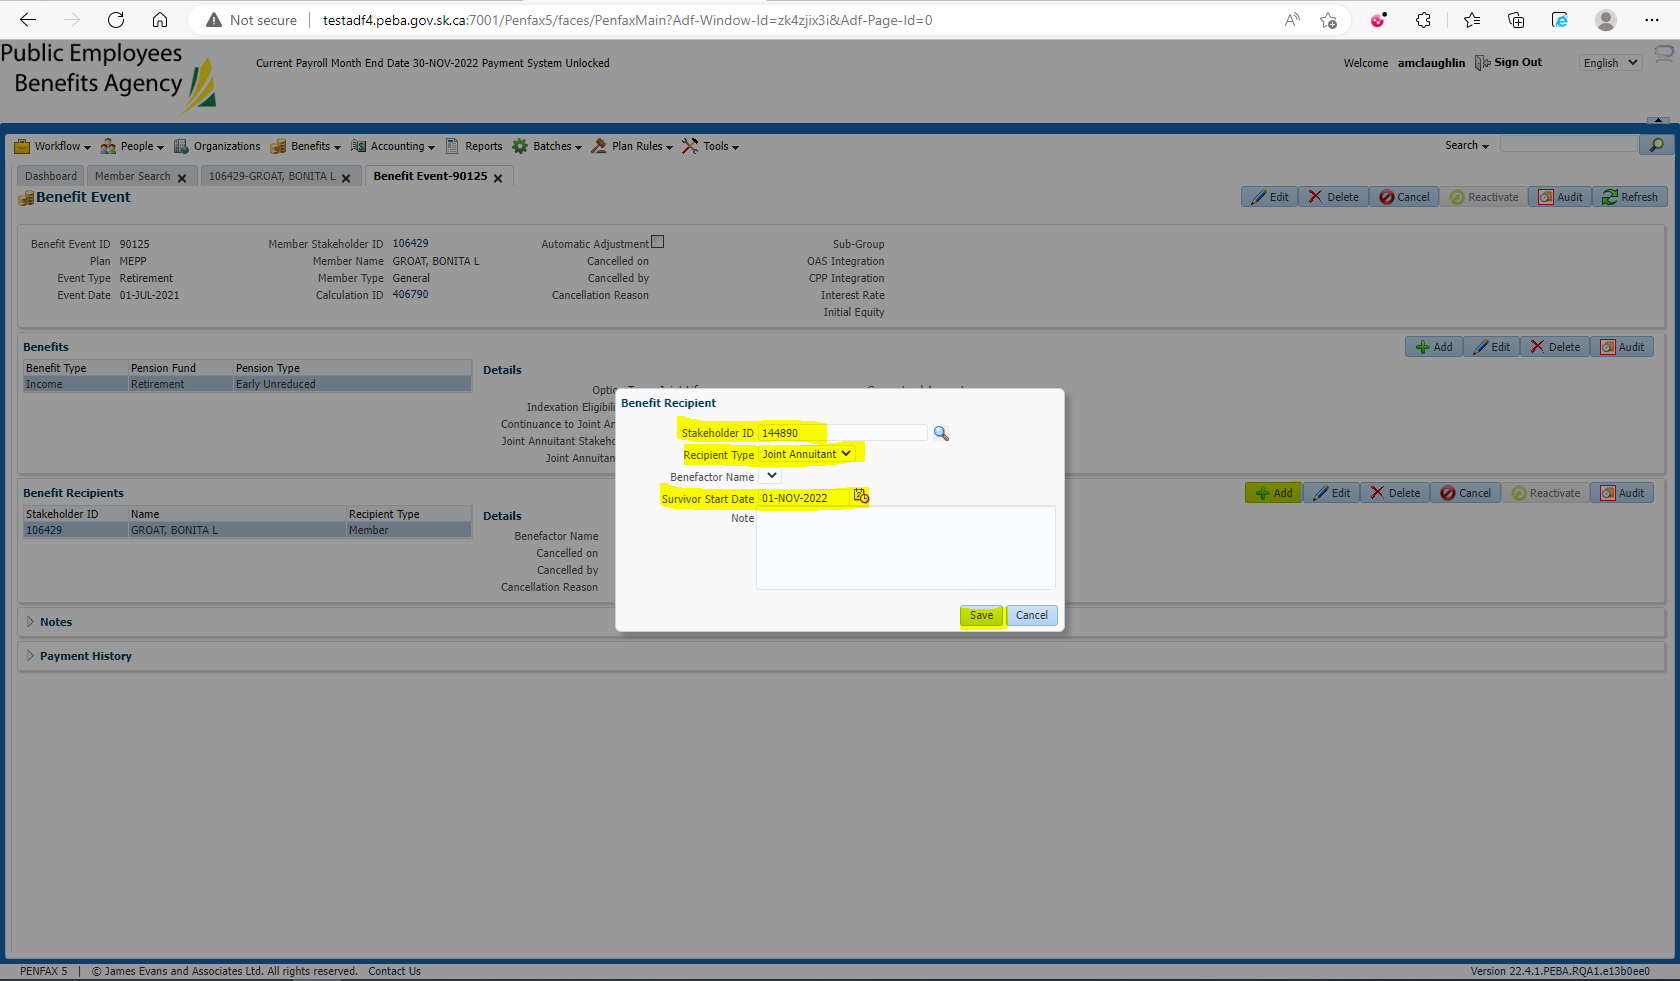 Not secure | testadf4.peba.gov.sk.ca:7001/Penfax5/faces/PenfaxMain?Adf-Window-Id=zk4zjix3i&Adf-Page-Id=0
Public Employees
Benefits Agency
Current Payroll Month End Date 30-NOV-2022 Payment System Unlocked
Welcome amclaughlin Sign Out English
Workflow People Organizations Benefits Accounting Reports Batches Plan Rules Tools Search
Dashboard Member Search 106429-GROAT, BONITA L Benefit Event-90125
Benefit Event Edit Delete Cancel Reactivate Audit Refresh
Benefit Event ID 90125 Member Stakeholder ID 106429 Automatic Adjustment Sub-Group
Plan MEPP Member Name GROAT, BONITA L Cancelled on OAS Integration
Event Type Retirement Member Type General Cancelled by CPP Integration
Event Date 01-JUL-2021 Calculation ID 406790 Cancellation Reason Interest Rate
Initial Equity
Benefits Add Edit Delete Audit
Benefit Type Pension Fund Pension Type
Income Retirement Early Unreduced
Details
Indexation Eligibili
Continuance to Joint An
Joint Annuitant Stakeho
Joint Annuitan
Benefit Recipient
Stakeholder ID 144890
Recipient Type Joint Annuitant
Benefactor Name
Survivor Start Date 01-NOV-2022
Note
Save Cancel
Benefit Recipients Add Edit Delete Cancel Reactivate Audit
Stakeholder ID Name Recipient Type
106429 GROAT, BONITA L Member
Details
Benefactor Name
Cancelled on
Cancelled by
Cancellation Reason
Notes
Payment History
PENFAX 5 | © James Evans and Associates Ltd. All rights reserved. Contact Us
Version 22.4.1.PEBA.RQA1.e13b0ee0